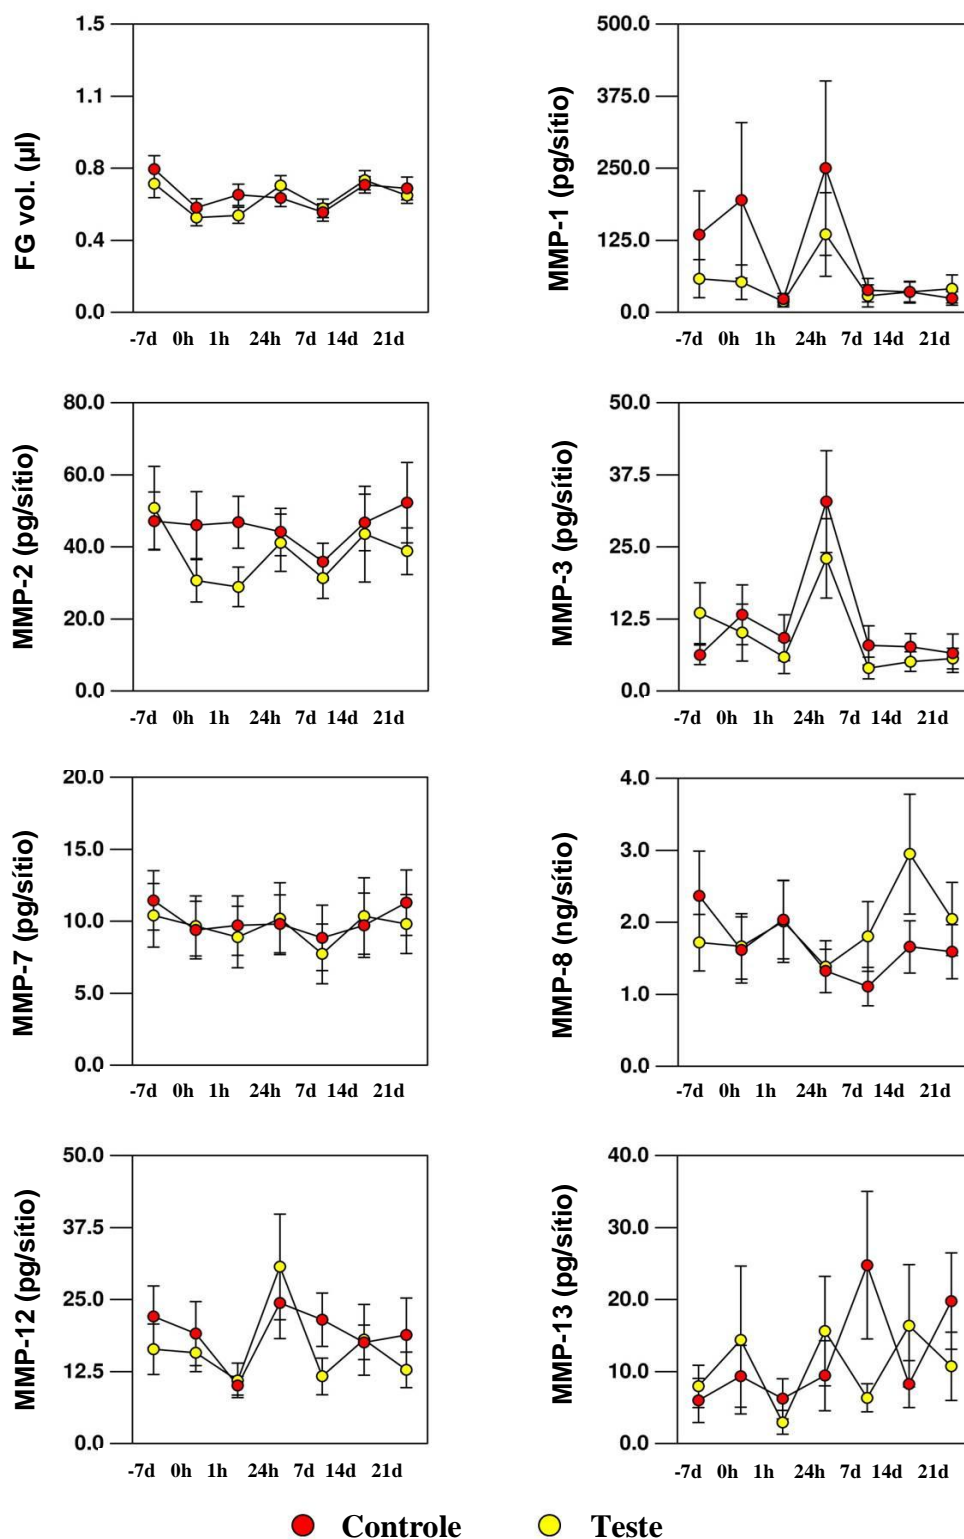 FG vol. (µl)
1.5
1.1
0.8
0.4
0.0
-7d 0h 1h 24h 7d 14d 21d
MMP-1 (pg/sítio)
500.0
375.0
250.0
125.0
0.0
-7d 0h 1h 24h 7d 14d 21d
MMP-2 (pg/sítio)
80.0
60.0
40.0
20.0
0.0
-7d 0h 1h 24h 7d 14d 21d
MMP-3 (pg/sítio)
50.0
37.5
25.0
12.5
0.0
-7d 0h 1h 24h 7d 14d 21d
MMP-7 (pg/sítio)
20.0
15.0
10.0
5.0
0.0
-7d 0h 1h 24h 7d 14d 21d
MMP-8 (ng/sítio)
4.0
3.0
2.0
1.0
0.0
-7d 0h 1h 24h 7d 14d 21d
MMP-12 (pg/sítio)
50.0
37.5
25.0
12.5
0.0
-7d 0h 1h 24h 7d 14d 21d
MMP-13 (pg/sítio)
40.0
30.0
20.0
10.0
0.0
-7d 0h 1h 24h 7d 14d 21d
Controle Teste